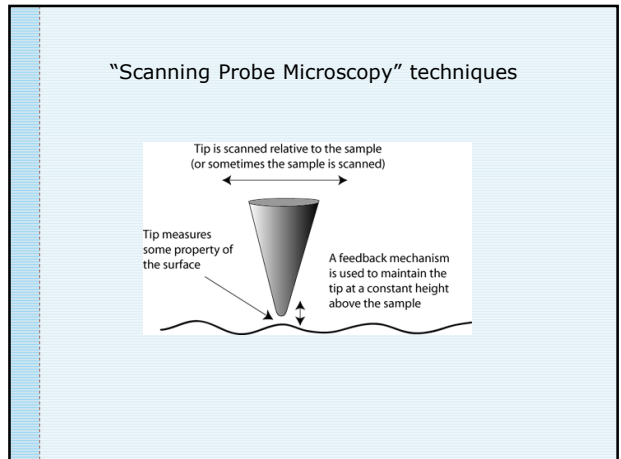 “Scanning Probe Microscopy” techniques
Tip is scanned relative to the sample
(or sometimes the sample is scanned)
Tip measures
some property of
the surface
A feedback mechanism
is used to maintain the
tip at a constant height
above the sample